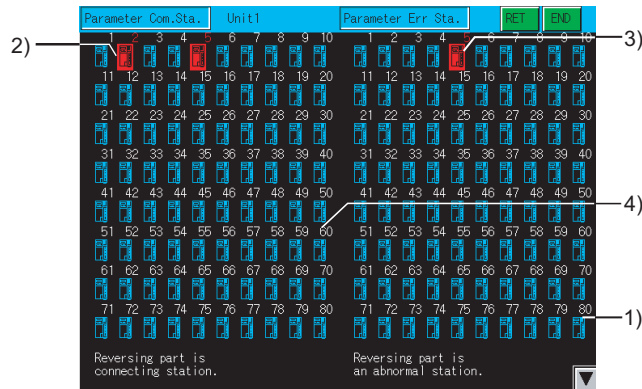 Parameter Com.Sta. Unit1 Parameter Err Sta. RET END
2)
3)
1 2 3 4 5 6 7 8 9 10 1 2 3 4 5 6 7 8 9 10
11 12 13 14 15 16 17 18 19 20 11 12 13 14 15 16 17 18 19 20
21 22 23 24 25 26 27 28 29 30 21 22 23 24 25 26 27 28 29 30
31 32 33 34 35 36 37 38 39 40 31 32 33 34 35 36 37 38 39 40
41 42 43 44 45 46 47 48 49 50 41 42 43 44 45 46 47 48 49 50
4)
51 52 53 54 55 56 57 58 59 60 51 52 53 54 55 56 57 58 59 60
61 62 63 64 65 66 67 68 69 70 61 62 63 64 65 66 67 68 69 70
71 72 73 74 75 76 77 78 79 80 71 72 73 74 75 76 77 78 79 80
1)
Reversing part is
connecting station.
Reversing part is
an abnormal station.